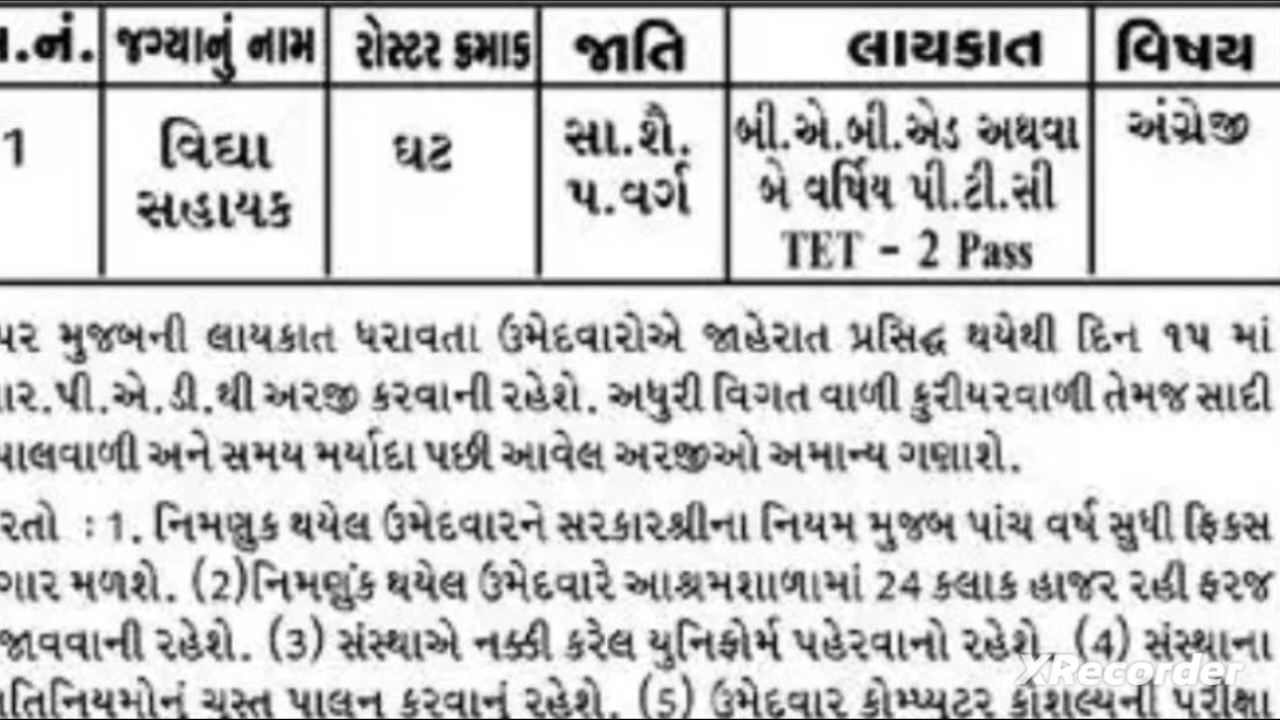 .નં. જગ્યાનું નામ રોસ્ટર ક્રમાક જાતિ લાયકાત વિષય
1 વિદ્યા સહાયક ઘટ સા.શૈ. પ.વર્ગ બી.એ.બી.એડ અથવા બે વર્ષિય પી.ટી.સી TET - 2 Pass અંગ્રેજી
પર મુજબની લાયકાત ધરાવતા ઉમેદવારોએ જાહેરાત પ્રસિદ્ધ થયેથી દિન ૧૫ માં
ાર.પી.એ.ડી.થી અરજી કરવાની રહેશે. અધુરી વિગત વાળી કુરીયરવાળી તેમજ સાદી
પાલવાળી અને સમય મર્યાદા પછી આવેલ અરજીઓ અમાન્ય ગણાશે.
રતો : 1. નિમણુક થયેલ ઉમેદવારને સરકારશ્રીના નિયમ મુજબ પાંચ વર્ષ સુધી ફિકસ
ગાર મળશે. (2)નિમણુંક થયેલ ઉમેદવારે આશ્રમશાળામાં 24 કલાક હાજર રહી ફરજ
જાવવાની રહેશે. (3) સંસ્થાએ નક્કી કરેલ યુનિફોર્મ પહેરવાનો રહેશે. (4) સંસ્થાના
તિનિયમોનું ચુસ્ત પાલન કરવાનું રહેશે. (5) ઉમેદવાર કોમ્પ્યુટર કૌશલ્યની પરીક્ષા
XRecorder